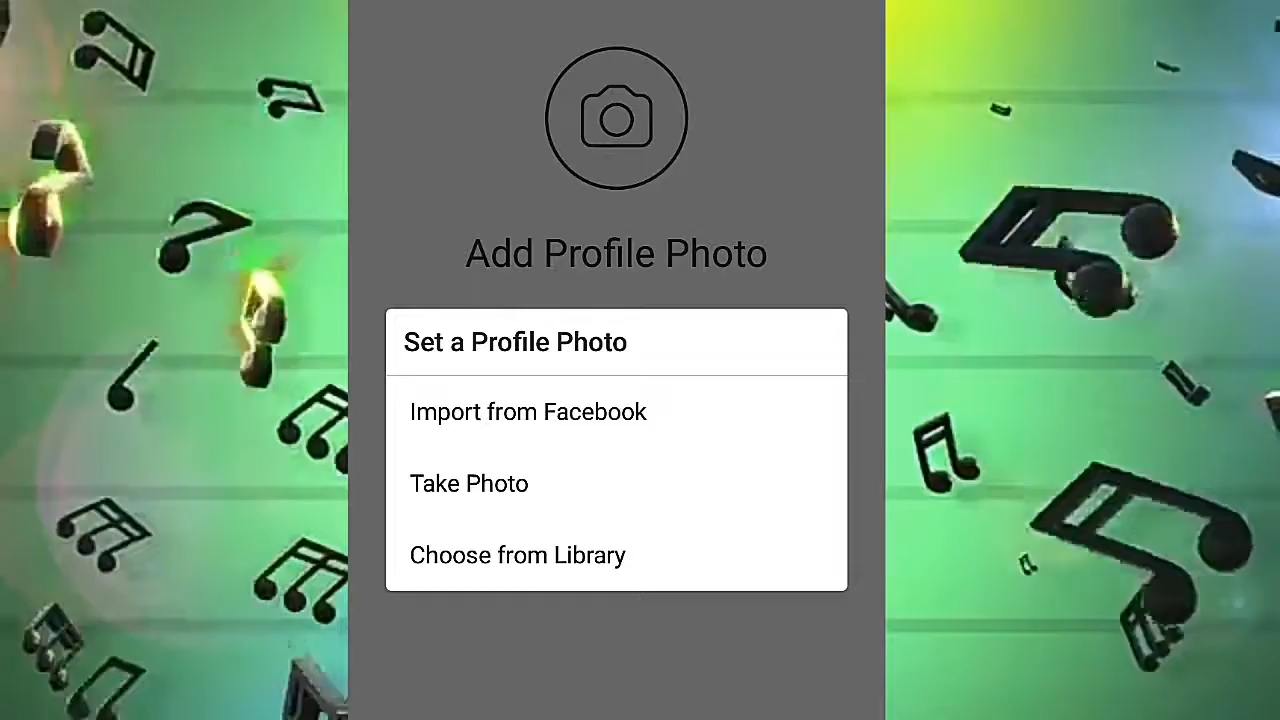 Add Profile Photo
Set a Profile Photo
Import from Facebook
Take Photo
Choose from Library